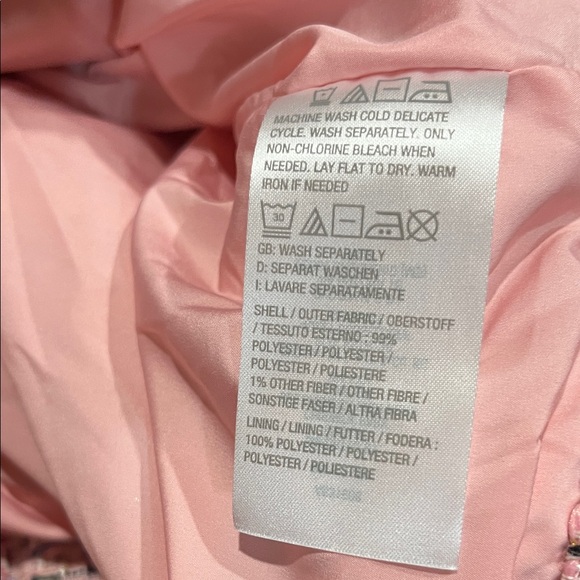 MACHINE WASH COLD DELICATE
CYCLE. WASH SEPARATELY. ONLY
NON-CHLORINE BLEACH WHEN
NEEDED. LAY FLAT TO DRY. WARM
IRON IF NEEDED
30
GB: WASH SEPARATELY
D: SEPARAT WASCHEN
I: LAVARE SEPARATAMENTE
SHELL / OUTER FABRIC / OBERSTOFF
/ TESSUTO ESTERNO : 99%
POLYESTER / POLYESTER /
POLYESTER / POLIESTERE
1% OTHER FIBER / OTHER FIBRE /
SONSTIGE FASER / ALTRA FIBRA
LINING / LINING / FUTTER / FODERA :
100% POLYESTER / POLYESTER /
POLYESTER / POLIESTERE